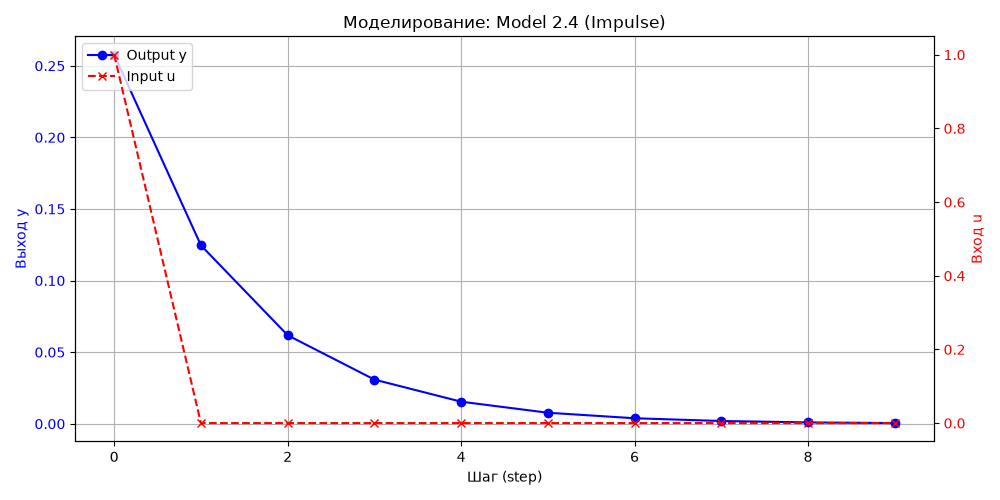 Моделирование: Model 2.4 (Impulse)
Output y
Input u
0.25
0.20
0.15
0.10
0.05
0.00
Выход y
1.0
0.8
0.6
0.4
0.2
0.0
Вход u
0 2 4 6 8
Шаг (step)